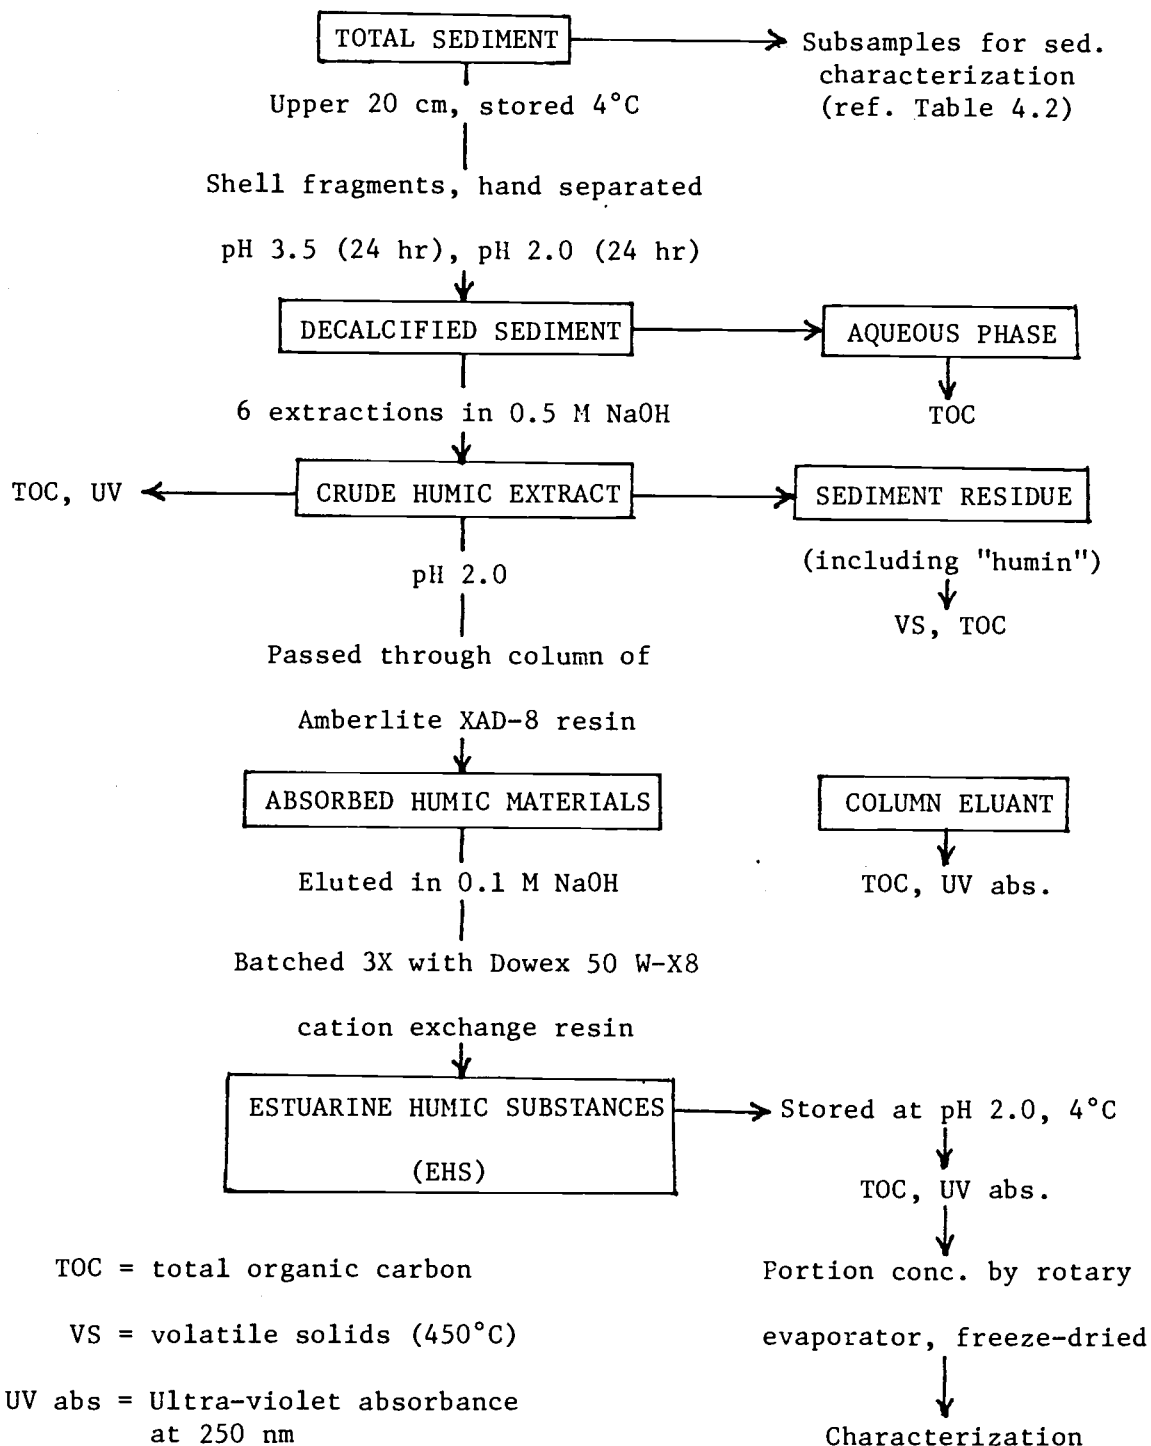 TOTAL SEDIMENT
Subsamples for sed.
characterization
(ref. Table 4.2)
Upper 20 cm, stored 4°C
Shell fragments, hand separated
pH 3.5 (24 hr), pH 2.0 (24 hr)
DECALCIFIED SEDIMENT
AQUEOUS PHASE
6 extractions in 0.5 M NaOH
TOC
TOC, UV
CRUDE HUMIC EXTRACT
SEDIMENT RESIDUE
(including "humin")
pH 2.0
VS, TOC
Passed through column of
Amberlite XAD-8 resin
ABSORBED HUMIC MATERIALS
COLUMN ELUANT
Eluted in 0.1 M NaOH
TOC, UV abs.
Batched 3X with Dowex 50 W-X8
cation exchange resin
ESTUARINE HUMIC SUBSTANCES
(EHS)
Stored at pH 2.0, 4°C
TOC, UV abs.
Portion conc. by rotary
evaporator, freeze-dried
Characterization
TOC = total organic carbon
VS = volatile solids (450°C)
UV abs = Ultra-violet absorbance
at 250 nm